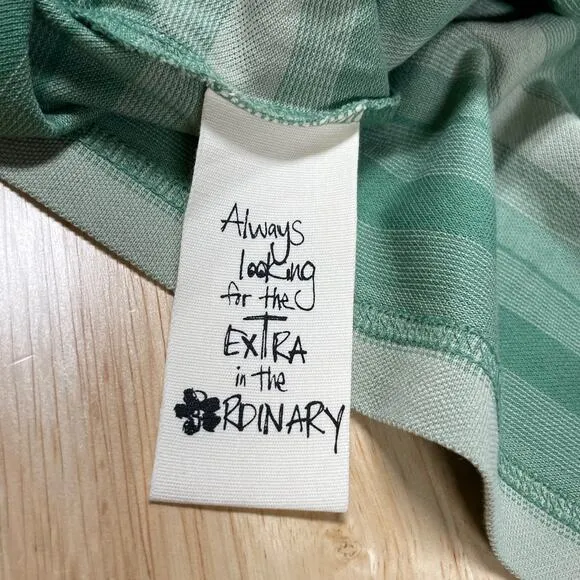 Always
looking
for the
EXTRA
in the
ORDINARY